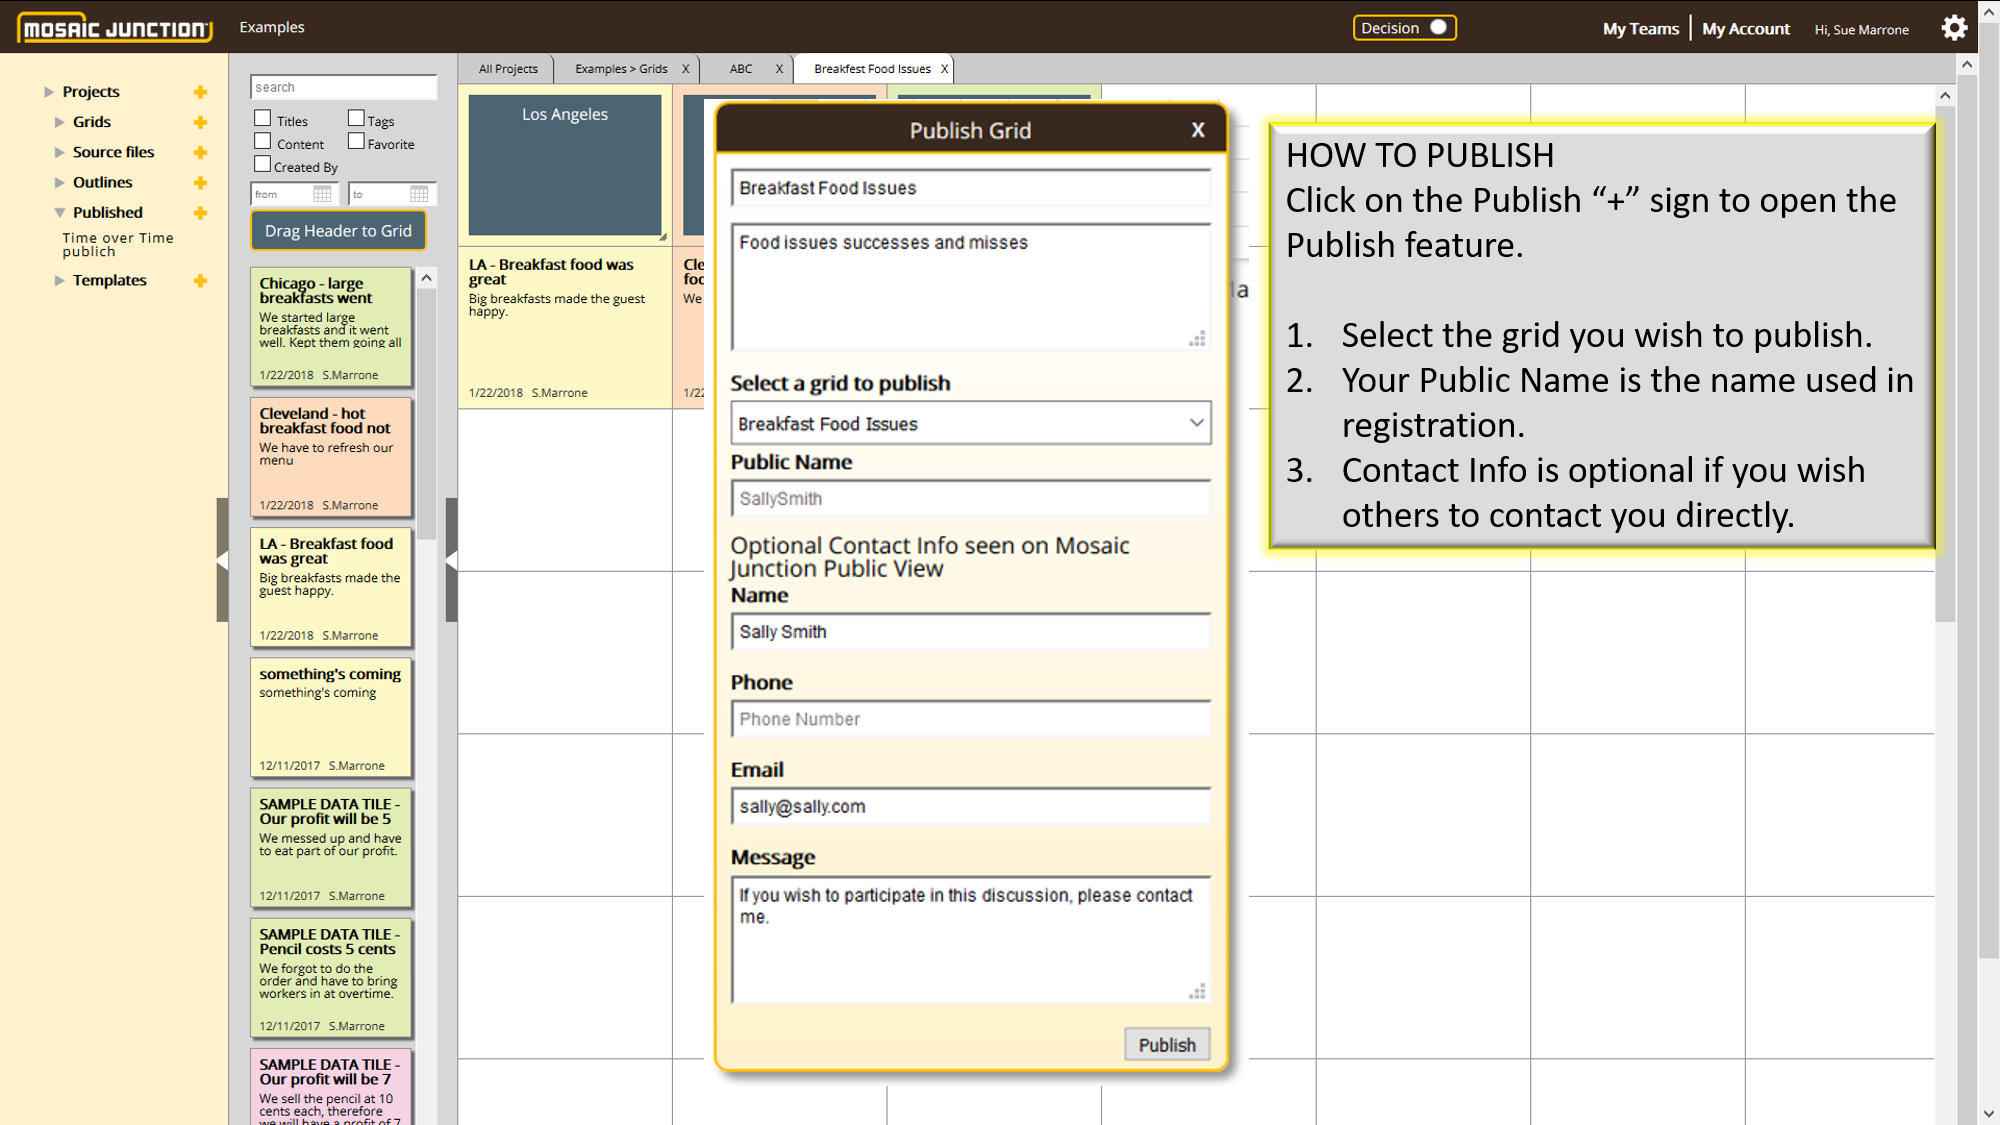 MOSAIC JUNCTION
Examples
Decision
My Teams
My Account
Hi, Sue Marrone
Projects
Grids
Source files
Outlines
Published
Time over Time
publich
Templates
search
Titles
Tags
Content
Favorite
Created By
from
to
Drag Header to Grid
Chicago - large
breakfasts went
We started large
breakfasts and it went
well. Kept them going all
1/22/2018 S.Marrone
Cleveland - hot
breakfast food not
We have to refresh our
menu
1/22/2018 S.Marrone
LA - Breakfast food
was great
Big breakfasts made the
guest happy.
1/22/2018 S.Marrone
something's coming
something's coming
12/11/2017 S.Marrone
SAMPLE DATA TILE -
Our profit will be 5
We messed up and have
to eat part of our profit.
12/11/2017 S.Marrone
SAMPLE DATA TILE -
Pencil costs 5 cents
We forgot to do the
order and have to bring
workers in at overtime.
12/11/2017 S.Marrone
SAMPLE DATA TILE -
Our profit will be 7
We sell the pencil at 10
cents each, therefore
we will have a profit of 7
All Projects
Examples > Grids X
ABC X
Breakfest Food Issues X
Los Angeles
LA - Breakfast food was
great
Big breakfasts made the guest
happy.
1/22/2018 S.Marrone
Cle
foo
We
1/22
Publish Grid X
Breakfast Food Issues
Food issues successes and misses
Select a grid to publish
Breakfast Food Issues
Public Name
SallySmith
Optional Contact Info seen on Mosaic
Junction Public View
Name
Sally Smith
Phone
Phone Number
Email
sally@sally.com
Message
If you wish to participate in this discussion, please contact
me.
Publish
HOW TO PUBLISH
Click on the Publish “+” sign to open the
Publish feature.
1. Select the grid you wish to publish.
2. Your Public Name is the name used in
registration.
3. Contact Info is optional if you wish
others to contact you directly.